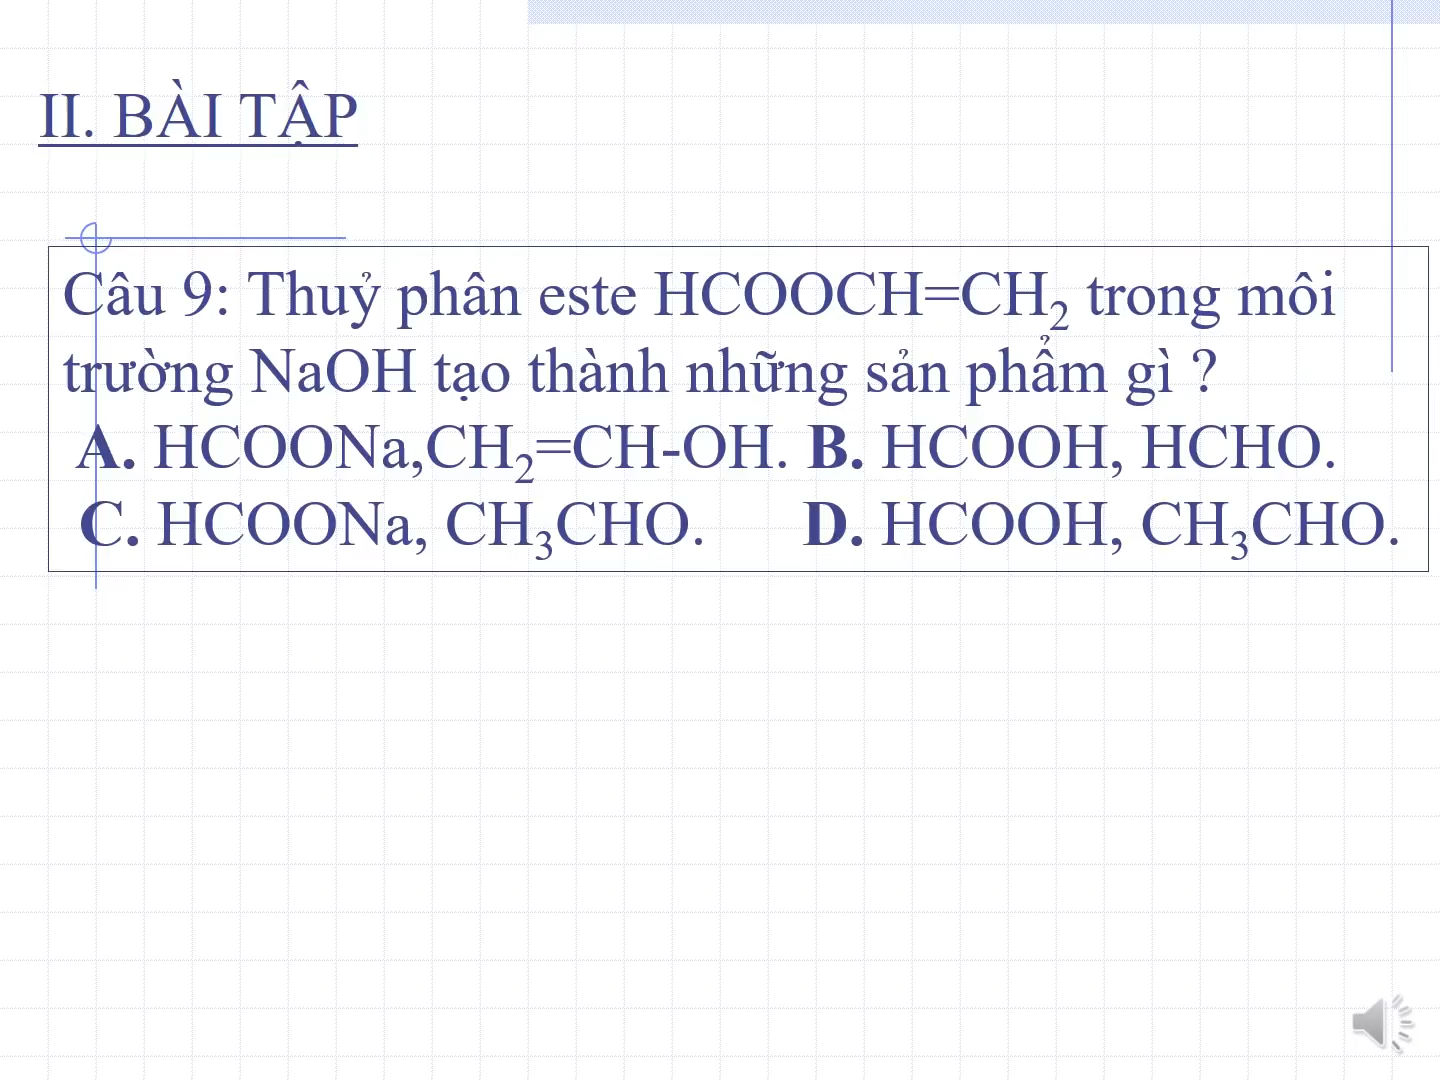 II. BÀI TẬP
Câu 9: Thuỷ phân este HCOOCH=CH₂ trong môi
trường NaOH tạo thành những sản phẩm gì ?
A. HCOONa,CH₂=CH-OH. B. HCOOH, HCHO.
C. HCOONa, CH₃CHO. D. HCOOH, CH₃CHO.